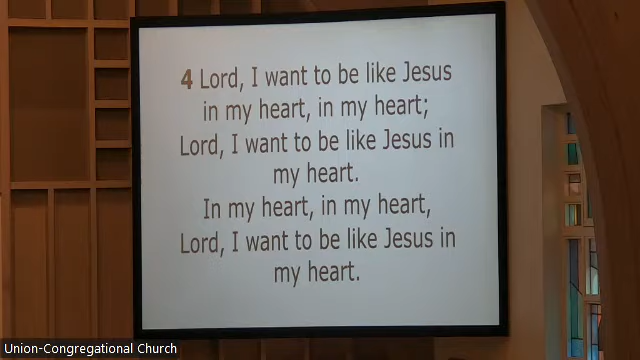 4 Lord, I want to be like Jesus
in my heart, in my heart;
Lord, I want to be like Jesus in
my heart.
In my heart, in my heart,
Lord, I want to be like Jesus in
my heart.
Union-Congregational Church